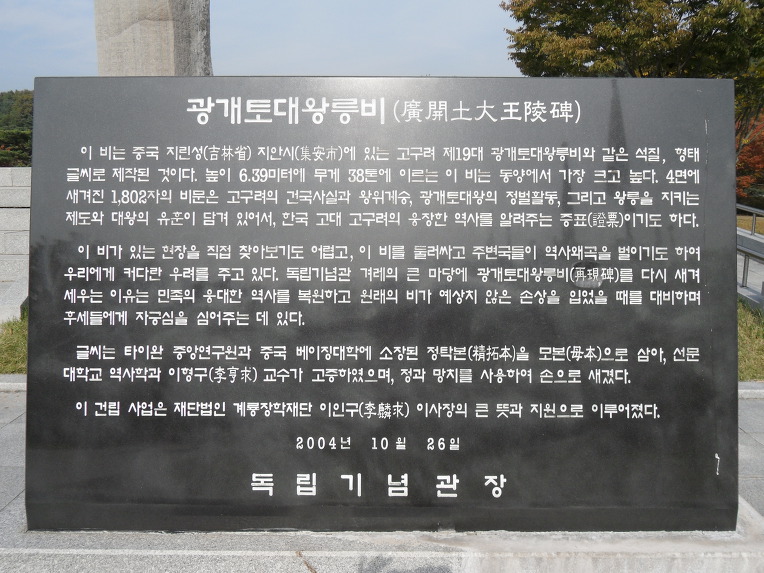 광개토대왕릉비(廣開土大王陵碑)
이 비는 중국 지린성(吉林省) 지안시(集安市)에 있는 고구려 제19대 광개토대왕릉비와 같은 석질, 형태
글씨로 제작된 것이다. 높이 6.39미터에 무게 38톤에 이르는 이 비는 동양에서 가장 크고 높다. 4면에
새겨진 1,802자의 비문은 고구려의 건국사실과 왕위계승, 광개토대왕의 정벌활동, 그리고 왕릉을 지키는
제도와 대왕의 유훈이 담겨 있어서, 한국 고대 고구려의 웅장한 역사를 알려주는 증표(證票)이기도 하다.
이 비가 있는 현장을 직접 찾아보기도 어렵고, 이 비를 둘러싸고 주변국들이 역사왜곡을 벌이기도 하여
우리에게 커다란 우려를 주고 있다. 독립기념관 겨레의 큰 마당에 광개토대왕릉비(再現碑)를 다시 새겨
세우는 이유는 민족의 웅대한 역사를 복원하고 원래의 비가 예상치 않은 손상을 입었을 때를 대비하며
후세들에게 자긍심을 심어주는 데 있다.
글씨는 타이완 중앙연구원과 중국 베이징대학에 소장된 정탁본(精拓本)을 모본(母本)으로 삼아, 선문
대학교 역사학과 이형구(李亨求) 교수가 고증하였으며, 정과 망치를 사용하여 손으로 새겼다.
이 건립 사업은 재단법인 계룡장학재단 이인구(李麟求) 이사장의 큰 뜻과 지원으로 이루어졌다.
2004년 10월 26일
독립기념관장